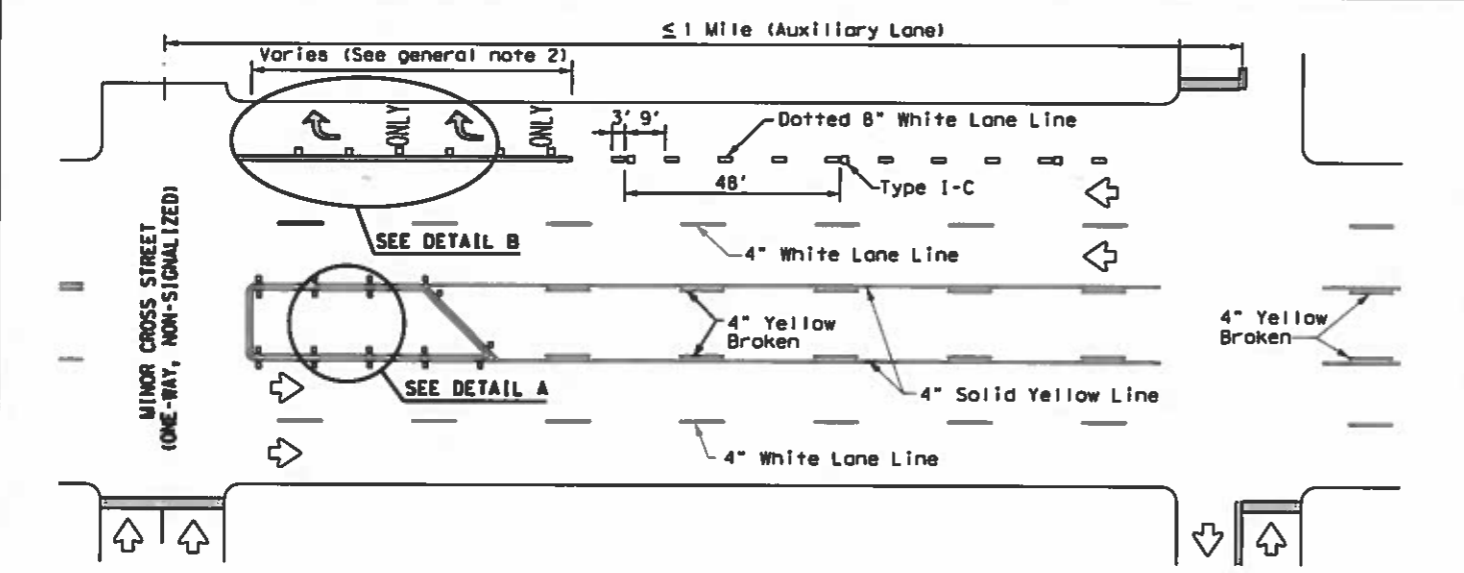 ≤ 1 Mile (Auxiliary Lane)
Varies (See general note 2)
ONLY
ONLY
3' 9'
Dotted 8" White Lane Line
48'
Type I-C
SEE DETAIL B
4" White Lane Line
MINOR CROSS STREET
(ONE-WAY, NON-SIGNALIZED)
4" Yellow
Broken
4" Yellow
Broken
SEE DETAIL A
4" Solid Yellow Line
4" White Lane Line